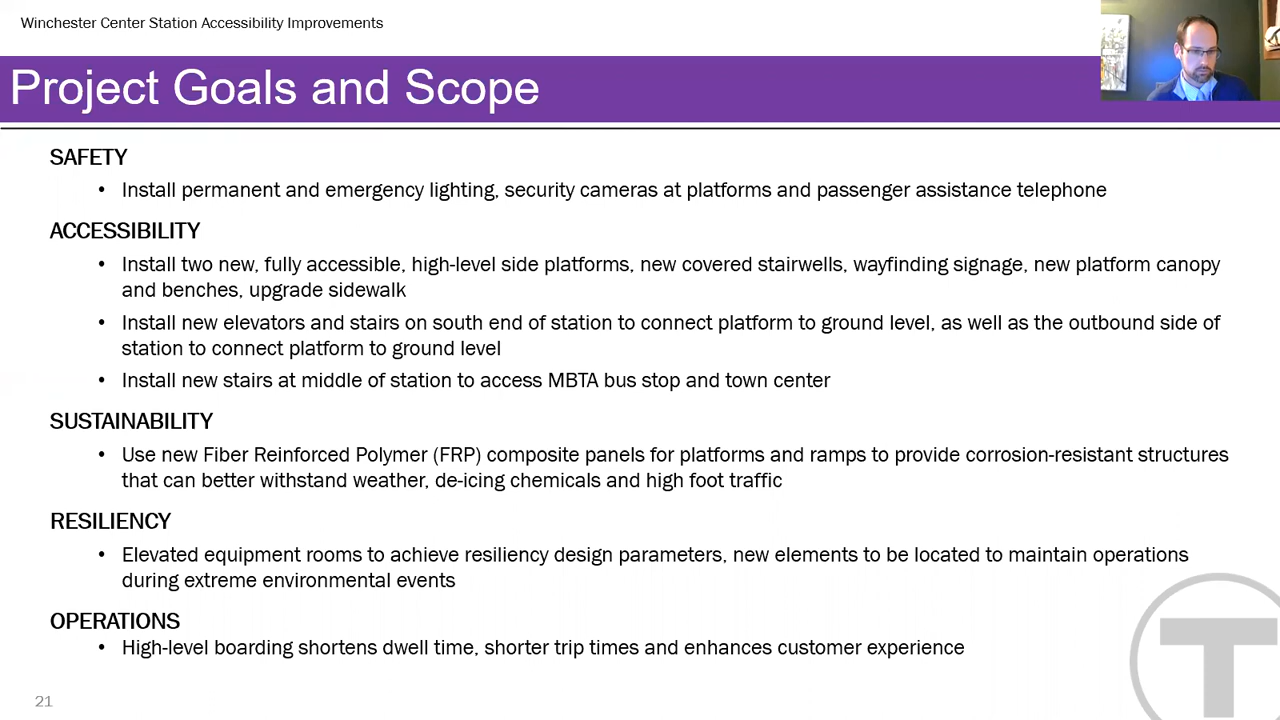 Winchester Center Station Accessibility Improvements
Project Goals and Scope
SAFETY
• Install permanent and emergency lighting, security cameras at platforms and passenger assistance telephone
ACCESSIBILITY
• Install two new, fully accessible, high-level side platforms, new covered stairwells, wayfinding signage, new platform canopy
and benches, upgrade sidewalk
• Install new elevators and stairs on south end of station to connect platform to ground level, as well as the outbound side of
station to connect platform to ground level
• Install new stairs at middle of station to access MBTA bus stop and town center
SUSTAINABILITY
• Use new Fiber Reinforced Polymer (FRP) composite panels for platforms and ramps to provide corrosion-resistant structures
that can better withstand weather, de-icing chemicals and high foot traffic
RESILIENCY
• Elevated equipment rooms to achieve resiliency design parameters, new elements to be located to maintain operations
during extreme environmental events
OPERATIONS
• High-level boarding shortens dwell time, shorter trip times and enhances customer experience
T
21